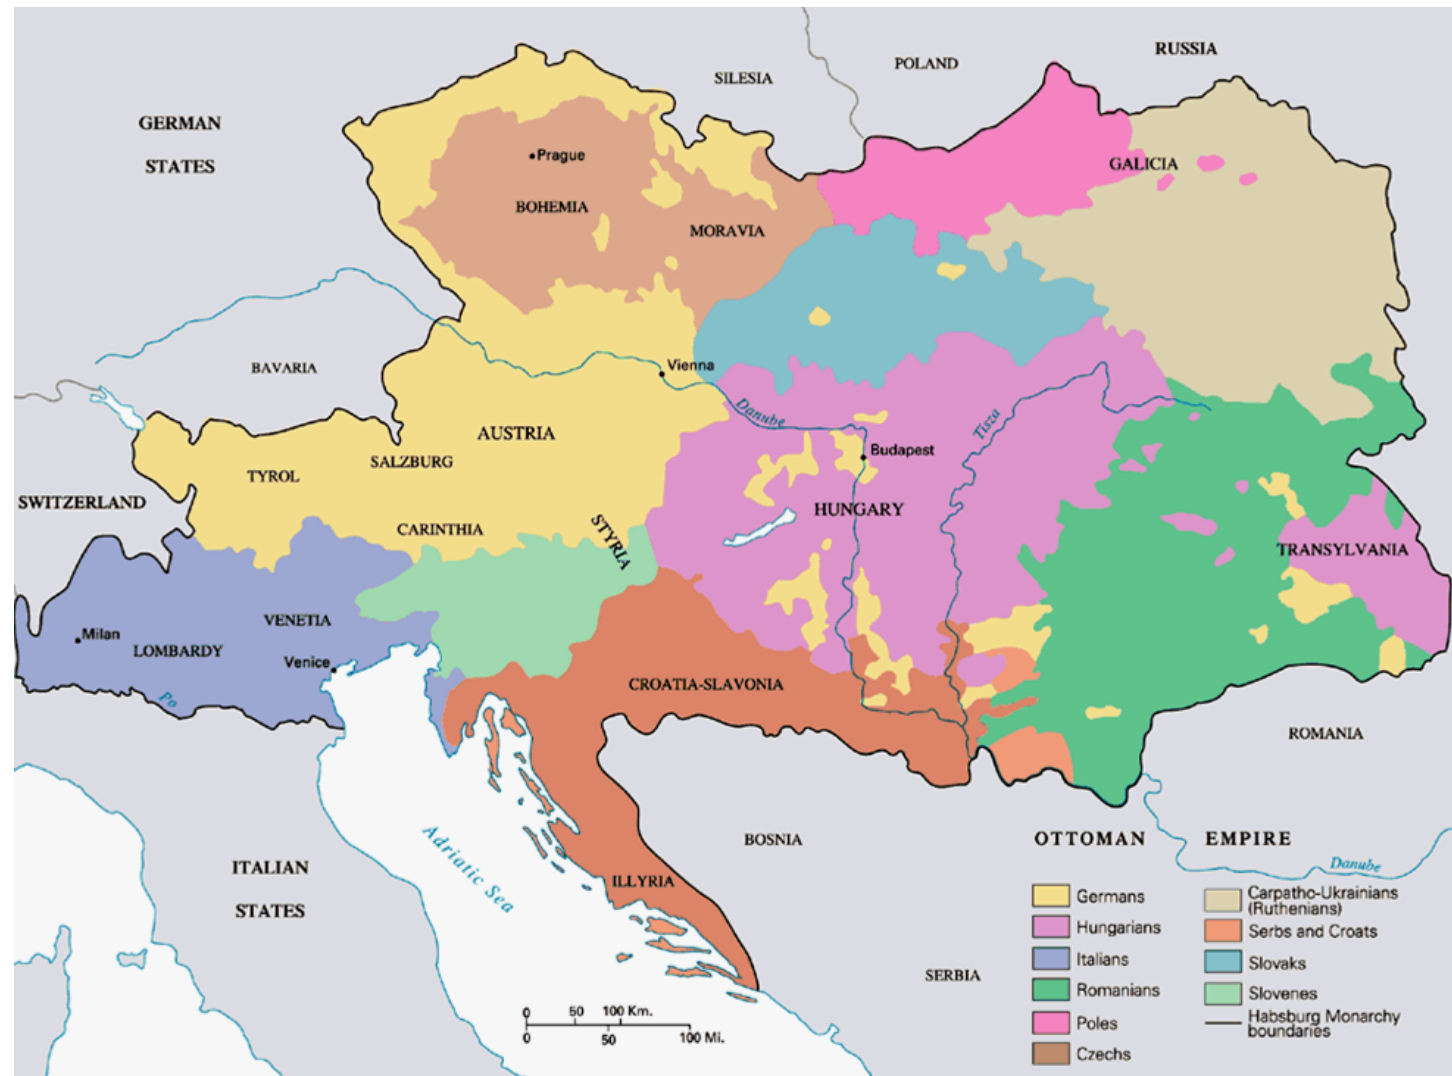 RUSSIA
POLAND
SILESIA
GERMAN
STATES
Prague
GALICIA
BOHEMIA
MORAVIA
BAVARIA
Vienna
Danube
Tisza
AUSTRIA
Budapest
SALZBURG
TYROL
SWITZERLAND
HUNGARY
CARINTHIA
STYRIA
TRANSYLVANIA
VENETIA
Milan
LOMBARDY
Venice
CROATIA-SLAVONIA
Po
ROMANIA
Adriatic Sea
BOSNIA
OTTOMAN EMPIRE
Danube
ITALIAN
STATES
ILLYRIA
SERBIA
Germans
Hungarians
Italians
Romanians
Poles
Czechs
Carpatho-Ukrainians
(Ruthenians)
Serbs and Croats
Slovaks
Slovenes
Habsburg Monarchy
boundaries
0 50 100 Km.
0 50 100 Mi.